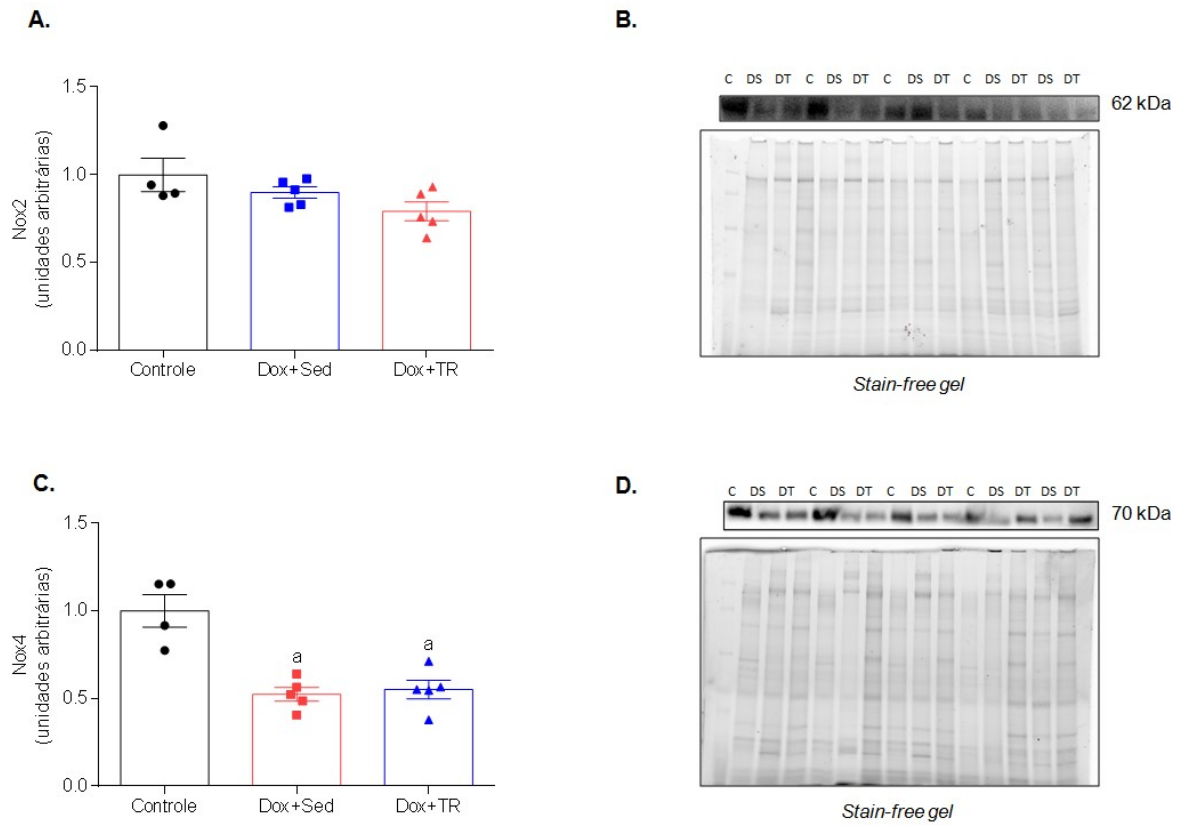 A.
1.5
1.0
0.5
0.0
Nox2
(unidades arbitrárias)
Controle Dox+Sed Dox+TR
B.
C DS DT C DS DT C DS DT C DS DT DS DT
62 kDa
Stain-free gel
C.
1.5
1.0
0.5
0.0
Nox4
(unidades arbitrárias)
a
a
Controle Dox+Sed Dox+TR
D.
C DS DT C DS DT C DS DT C DS DT DS DT
70 kDa
Stain-free gel